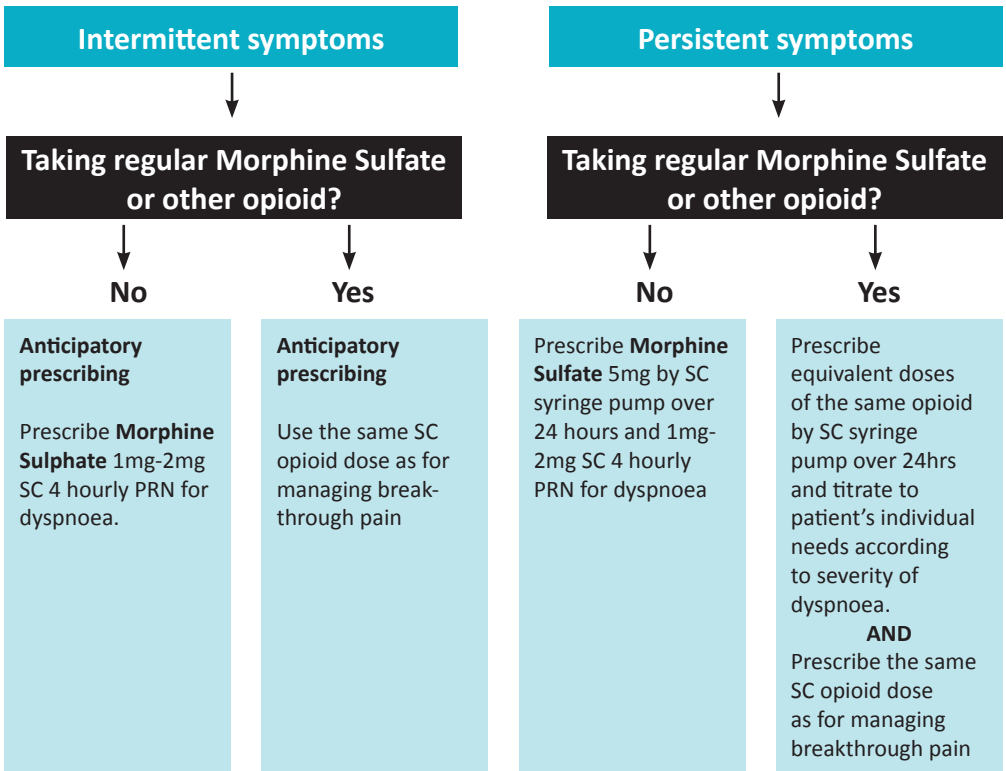 Intermittent symptoms
Taking regular Morphine Sulfate
or other opioid?
No
Anticipatory
prescribing
Prescribe Morphine
Sulphate 1mg-2mg
SC 4 hourly PRN for
dyspnoea.
Yes
Anticipatory
prescribing
Use the same SC
opioid dose as for
managing break-
through pain
Persistent symptoms
Taking regular Morphine Sulfate
or other opioid?
No
Prescribe Morphine
Sulfate 5mg by SC
syringe pump over
24 hours and 1mg-
2mg SC 4 hourly
PRN for dyspnoea
Yes
Prescribe
equivalent doses
of the same opioid
by SC syringe
pump over 24hrs
and titrate to
patient’s individual
needs according
to severity of
dyspnoea.
AND
Prescribe the same
SC opioid dose
as for managing
breakthrough pain